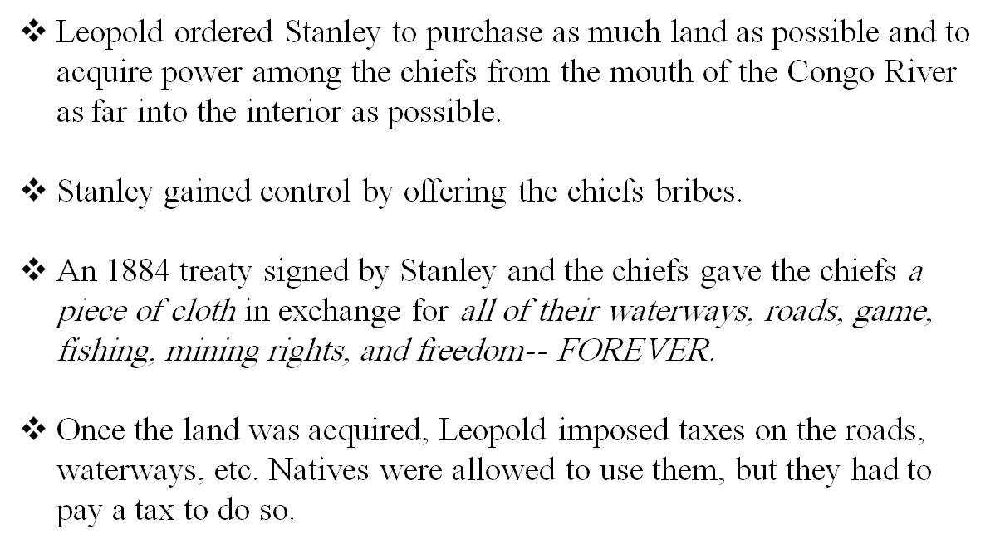 ❖ Leopold ordered Stanley to purchase as much land as possible and to
acquire power among the chiefs from the mouth of the Congo River
as far into the interior as possible.
❖ Stanley gained control by offering the chiefs bribes.
❖ An 1884 treaty signed by Stanley and the chiefs gave the chiefs a
piece of cloth in exchange for all of their waterways, roads, game,
fishing, mining rights, and freedom-- FOREVER.
❖ Once the land was acquired, Leopold imposed taxes on the roads,
waterways, etc. Natives were allowed to use them, but they had to
pay a tax to do so.